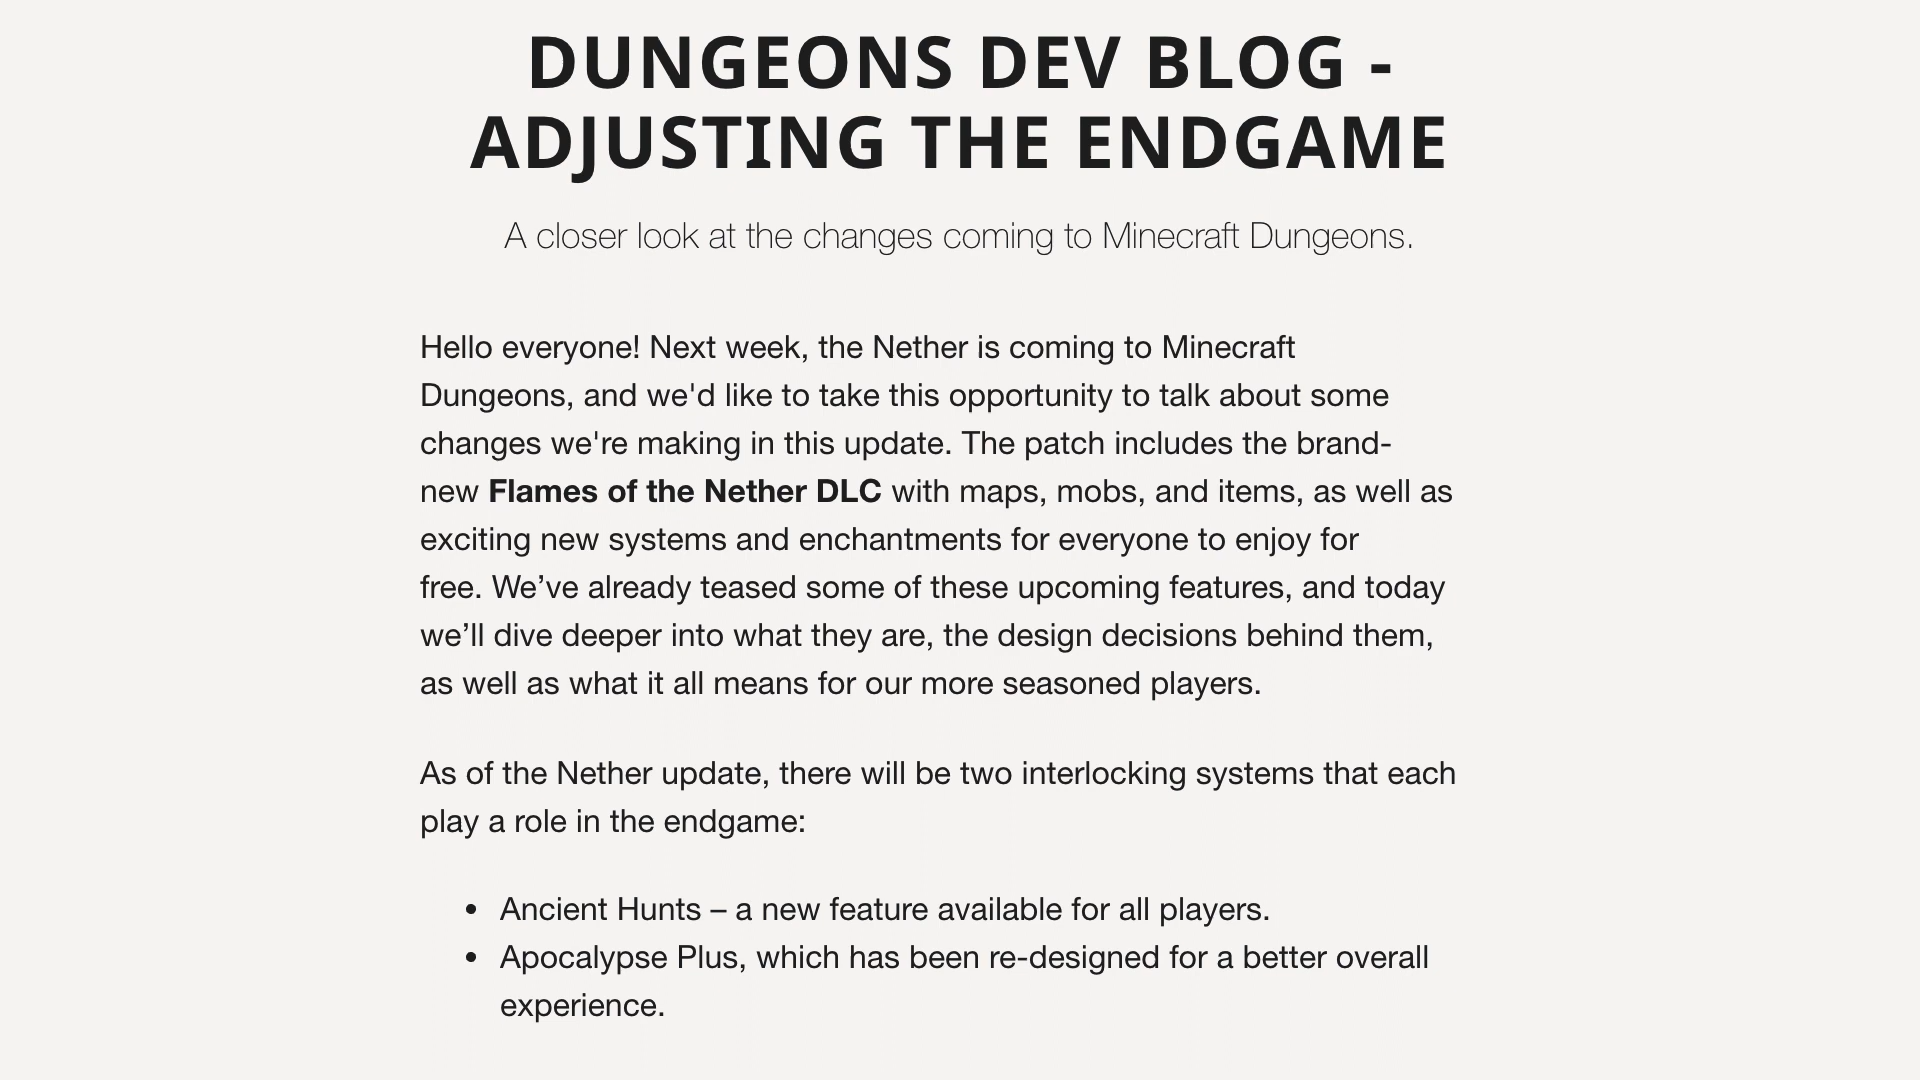 DUNGEONS DEV BLOG -
ADJUSTING THE ENDGAME
A closer look at the changes coming to Minecraft Dungeons.
Hello everyone! Next week, the Nether is coming to Minecraft
Dungeons, and we'd like to take this opportunity to talk about some
changes we're making in this update. The patch includes the brand-
new Flames of the Nether DLC with maps, mobs, and items, as well as
exciting new systems and enchantments for everyone to enjoy for
free. We’ve already teased some of these upcoming features, and today
we’ll dive deeper into what they are, the design decisions behind them,
as well as what it all means for our more seasoned players.
As of the Nether update, there will be two interlocking systems that each
play a role in the endgame:
• Ancient Hunts – a new feature available for all players.
• Apocalypse Plus, which has been re-designed for a better overall
experience.